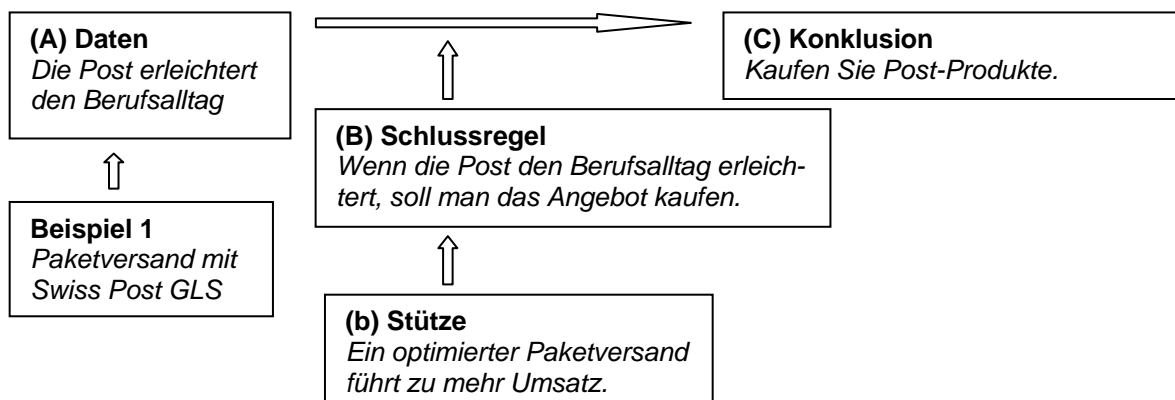 (A) Daten
Die Post erleichtert
den Berufsalltag
(C) Konklusion
Kaufen Sie Post-Produkte.
(B) Schlussregel
Wenn die Post den Berufsalltag erleich-
tert, soll man das Angebot kaufen.
Beispiel 1
Paketversand mit
Swiss Post GLS
(b) Stütze
Ein optimierter Paketversand
führt zu mehr Umsatz.